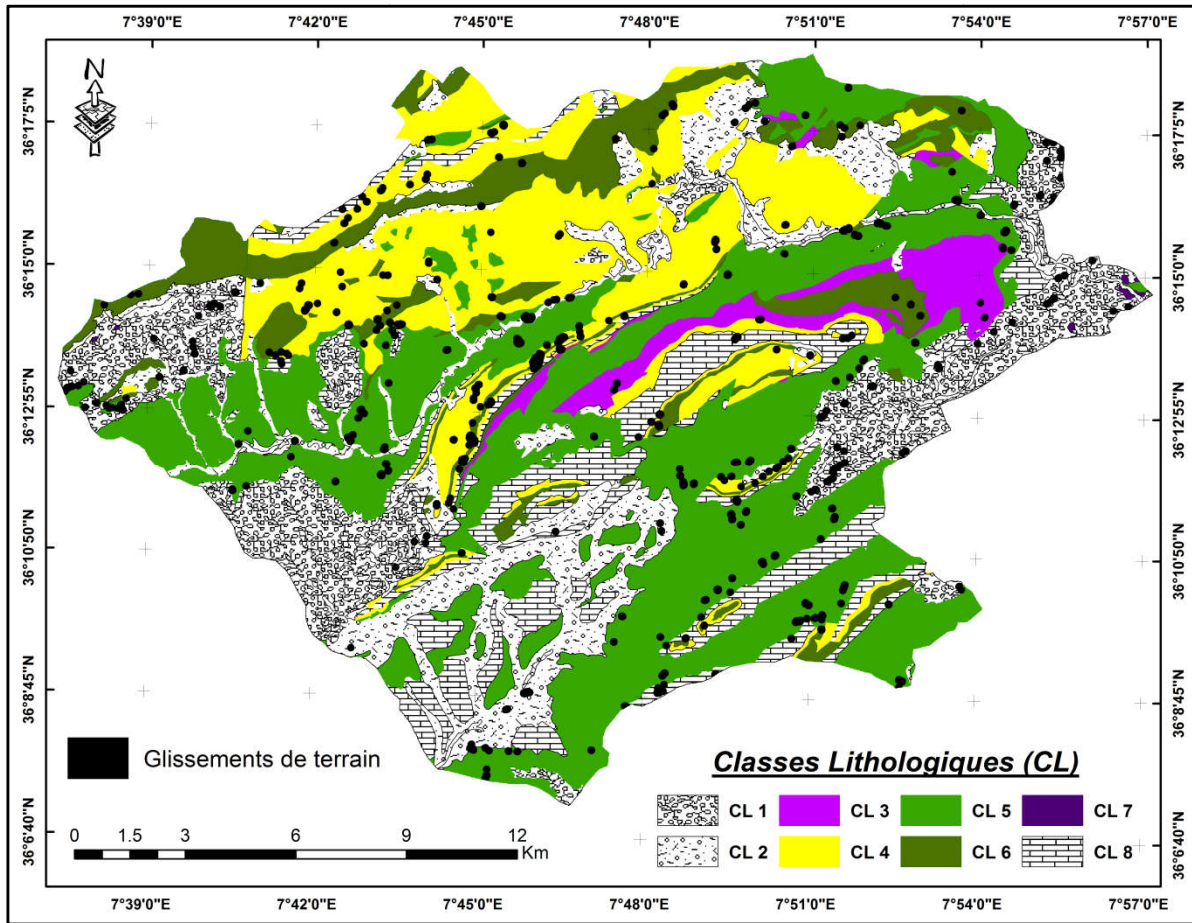 7°39'0"E 7°42'0"E 7°45'0"E 7°48'0"E 7°51'0"E 7°54'0"E 7°57'0"E
N
36°17'5"N 36°17'5"N
36°15'0"N 36°15'0"N
36°12'55"N 36°12'55"N
36°10'50"N 36°10'50"N
36°8'45"N 36°8'45"N
36°6'40"N 36°6'40"N
Glissements de terrain
0 1.5 3 6 9 12
Km
Classes Lithologiques (CL)
CL 1 CL 3 CL 5 CL 7
CL 2 CL 4 CL 6 CL 8
7°39'0"E 7°42'0"E 7°45'0"E 7°48'0"E 7°51'0"E 7°54'0"E 7°57'0"E